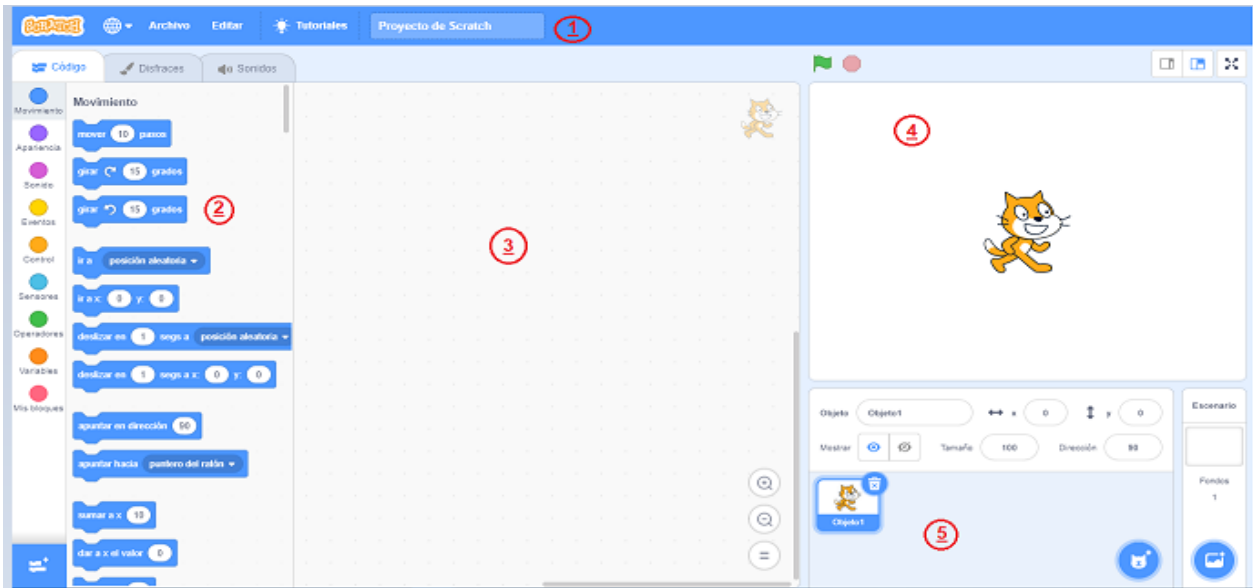 SCRATCH Archivo Editar Tutoriales Proyecto de Scratch 1
Código Disfraces Sonidos
Movimiento
Apariencia
Sonido
Eventos
Control
Sensores
Operadores
Variables
Mis bloques
Movimiento
mover 10 pasos
girar 15 grados
girar 15 grados
2
ir a posición aleatoria
ir a x: 0 y: 0
deslizar en 1 segs a posición aleatoria
deslizar en 1 segs a x: 0 y: 0
apuntar en dirección 90
apuntar hacia puntero del ratón
sumar a x 10
dar a x el valor 0
3
4
Objeto Objeto1 x 0 y 0
Mostrar Tamaño 100 Dirección 90
Objeto1
5
Escenario
Fondos
1